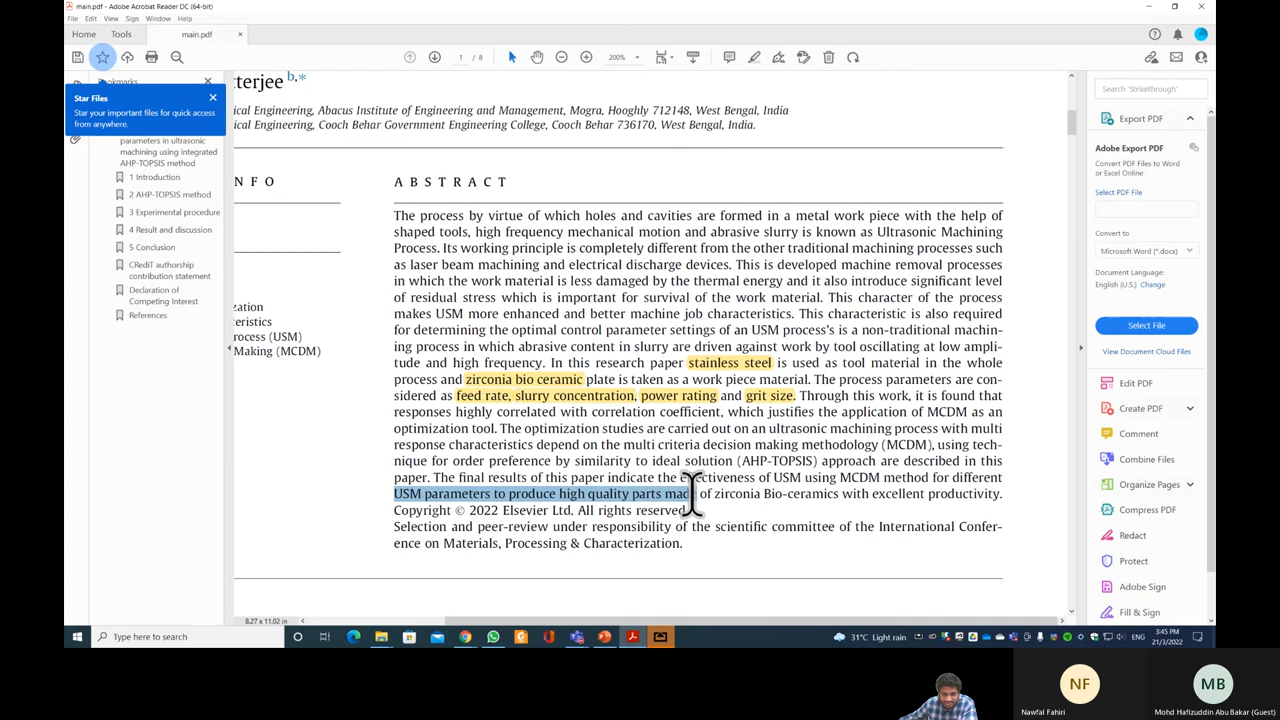 main.pdf - Adobe Acrobat Reader DC (64-bit)
File Edit View Sign Window Help
Home Tools main.pdf ×
1 / 8 200%
Bookmarks
Star Files
Star your important files for quick access
from anywhere.
parameters in ultrasonic
machining using integrated
AHP-TOPSIS method
1 Introduction
2 AHP-TOPSIS method
3 Experimental procedure
4 Result and discussion
5 Conclusion
CRediT authorship
contribution statement
Declaration of
Competing Interest
References
terjee b,*
ical Engineering, Abacus Institute of Engineering and Management, Mogra, Hooghly 712148, West Bengal, India
ical Engineering, Cooch Behar Government Engineering College, Cooch Behar 736170, West Bengal, India.
N F O
zation
teristics
rocess (USM)
Making (MCDM)
A B S T R A C T
The process by virtue of which holes and cavities are formed in a metal work piece with the help of
shaped tools, high frequency mechanical motion and abrasive slurry is known as Ultrasonic Machining
Process. Its working principle is completely different from the other traditional machining processes such
as laser beam machining and electrical discharge devices. This is developed machine removal processes
in which the work material is less damaged by the thermal energy and it also introduce significant level
of residual stress which is important for survival of the work material. This character of the process
makes USM more enhanced and better machine job characteristics. This characteristic is also required
for determining the optimal control parameter settings of an USM process's is a non-traditional machin-
ing process in which abrasive content in slurry are driven against work by tool oscillating at low ampli-
tude and high frequency. In this research paper stainless steel is used as tool material in the whole
process and zirconia bio ceramic plate is taken as a work piece material. The process parameters are con-
sidered as feed rate, slurry concentration, power rating and grit size. Through this work, it is found that
responses highly correlated with correlation coefficient, which justifies the application of MCDM as an
optimization tool. The optimization studies are carried out on an ultrasonic machining process with multi
response characteristics depend on the multi criteria decision making methodology (MCDM), using tech-
nique for order preference by similarity to ideal solution (AHP-TOPSIS) approach are described in this
paper. The final results of this paper indicate the effectiveness of USM using MCDM method for different
USM parameters to produce high quality parts made of zirconia Bio-ceramics with excellent productivity.
Copyright © 2022 Elsevier Ltd. All rights reserved.
Selection and peer-review under responsibility of the scientific committee of the International Confer-
ence on Materials, Processing & Characterization.
8.27 x 11.02 in
Search 'Strikethrough'
Export PDF
Adobe Export PDF
Convert PDF Files to Word
or Excel Online
Select PDF File
Convert to
Microsoft Word (*.docx)
Document Language:
English (U.S.) Change
Select File
View Document Cloud Files
Edit PDF
Create PDF
Comment
Combine Files
Organize Pages
Compress PDF
Redact
Protect
Adobe Sign
Fill & Sign
Type here to search
31°C Light rain
ENG
3:45 PM
21/3/2022
NF
Nawfal Fahiri
MB
Mohd Hafizuddin Abu Bakar (Guest)